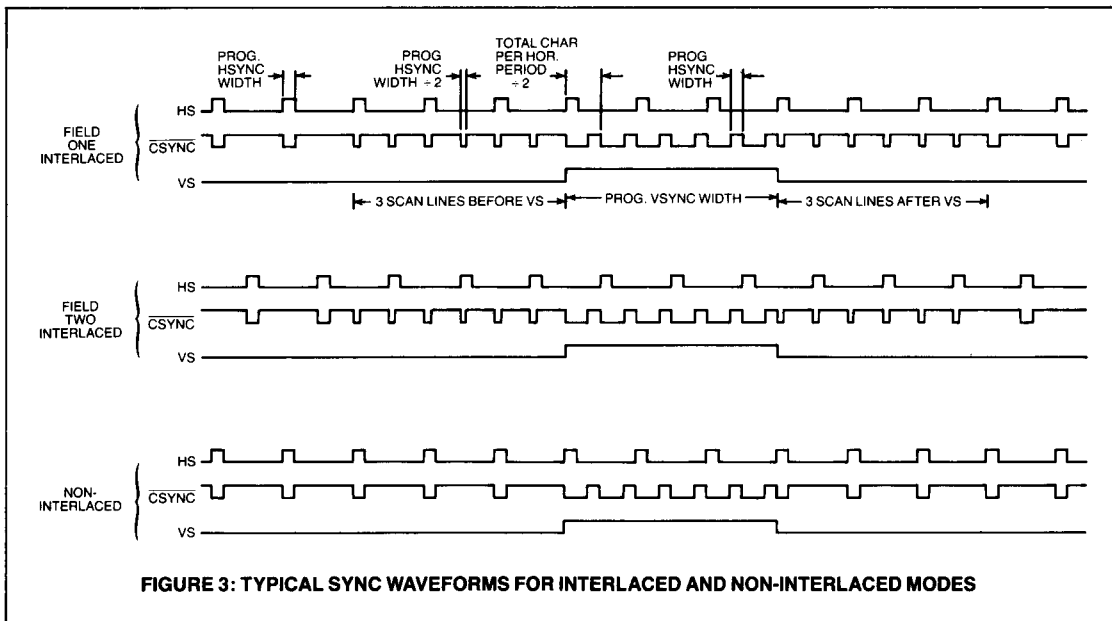 PROG.
HSYNC
WIDTH
PROG
HSYNC
WIDTH ÷2
TOTAL CHAR
PER HOR.
PERIOD
÷2
PROG
HSYNC
WIDTH
FIELD
ONE
INTERLACED
HS
CSYNC
VS
3 SCAN LINES BEFORE VS
PROG. VSYNC WIDTH
3 SCAN LINES AFTER VS
FIELD
TWO
INTERLACED
HS
CSYNC
VS
NON-
INTERLACED
HS
CSYNC
VS
FIGURE 3: TYPICAL SYNC WAVEFORMS FOR INTERLACED AND NON-INTERLACED MODES